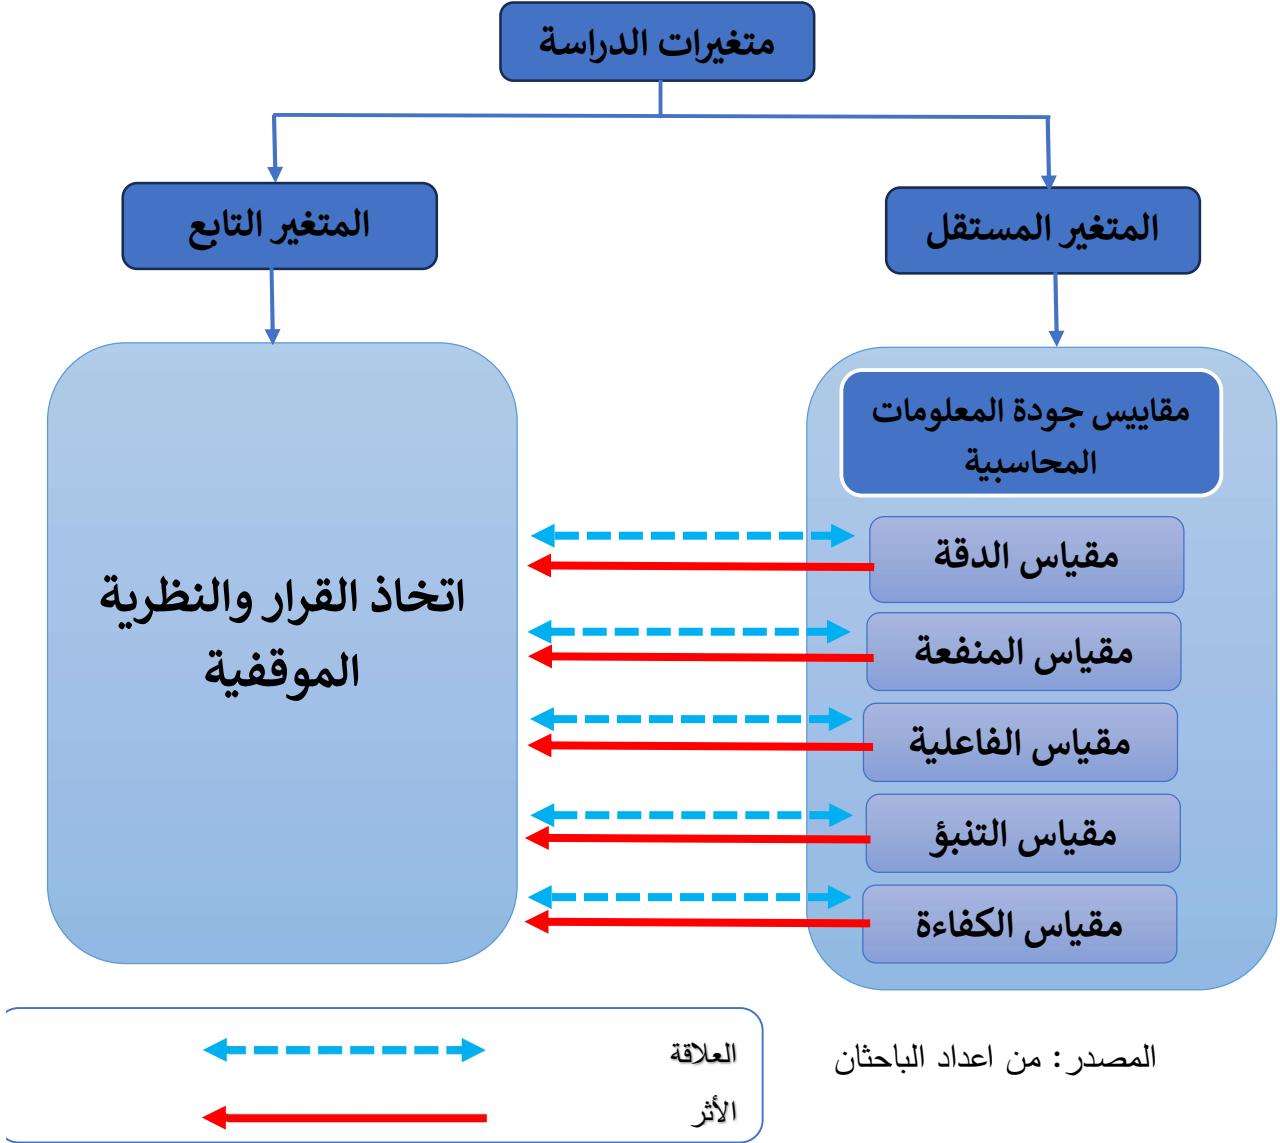 متغيرات الدراسة
المتغير المستقل
المتغير التابع
مقاييس جودة المعلومات
المحاسبية
مقياس الدقة
مقياس المنفعة
مقياس الفاعلية
مقياس التنبؤ
مقياس الكفاءة
اتخاذ القرار والنظرية
الموقفية
المصدر: من اعداد الباحثان
العلاقة
الأثر